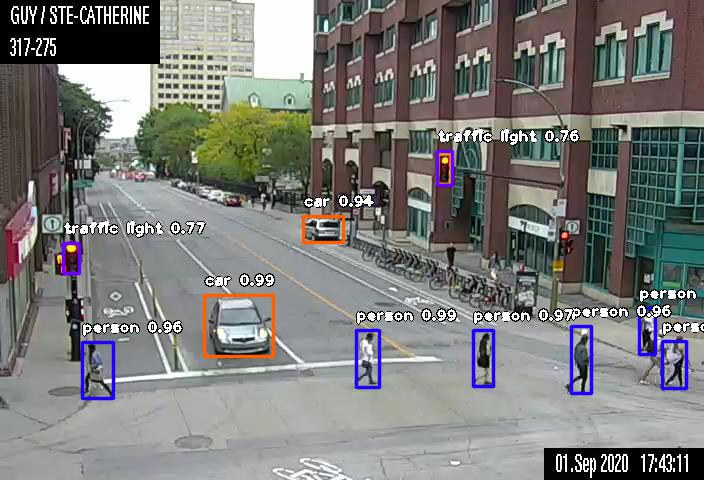 GUY / STE-CATHERINE
317-275
traffic light 0.76
car 0.94
traffic light 0.77
car 0.99
person
person 0.96
person 0.99
person 0.97
person 0.96
perso
01.Sep 2020 17:43:11